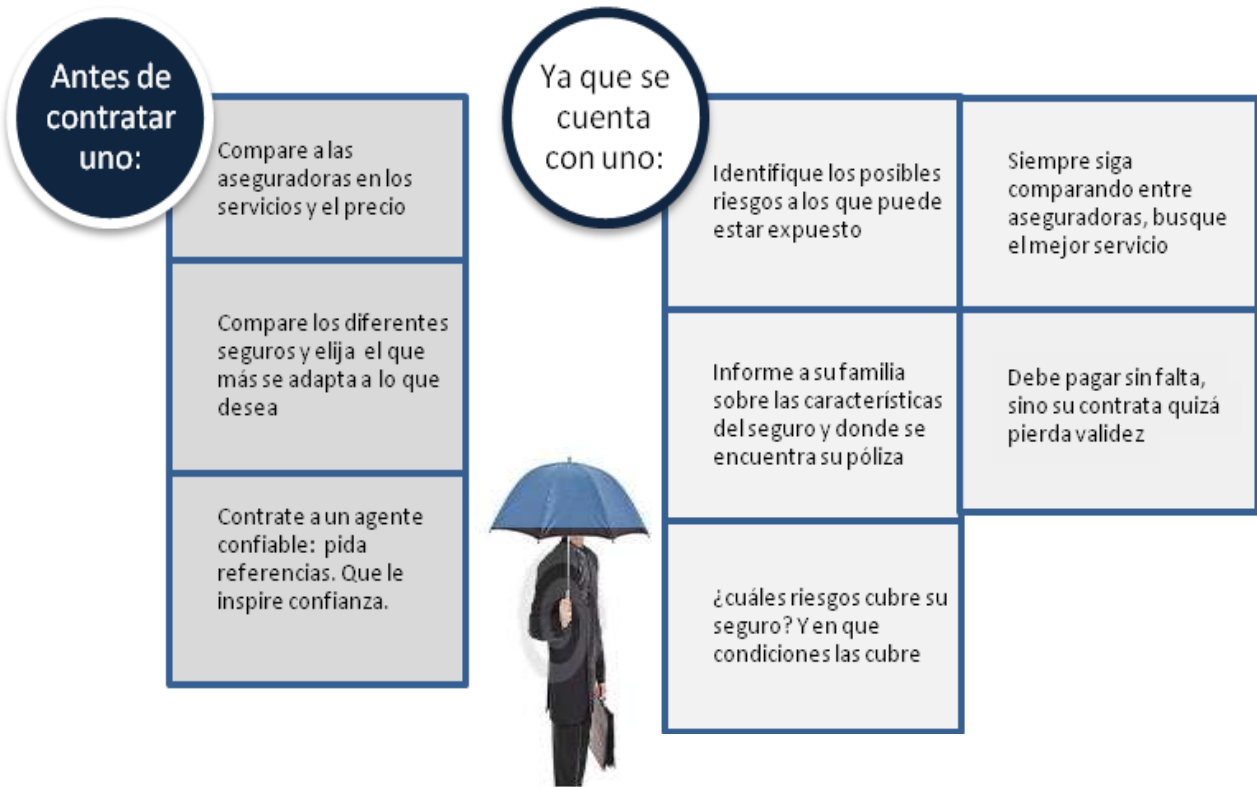 Antes de
contratar
uno:
Compare a las
aseguradoras en los
servicios y el precio
Compare los diferentes
seguros y elija el que
más se adapta a lo que
desea
Contrate a un agente
confiable: pida
referencias. Que le
inspire confianza.
Ya que se
cuenta
con uno:
Identifique los posibles
riesgos a los que puede
estar expuesto
Informe a su familia
sobre las características
del seguro y donde se
encuentra su póliza
¿cuáles riesgos cubre su
seguro? Y en que
condiciones las cubre
Siempre siga
comparando entre
aseguradoras, busque
el mejor servicio
Debe pagar sin falta,
sino su contrata quizá
pierda validez